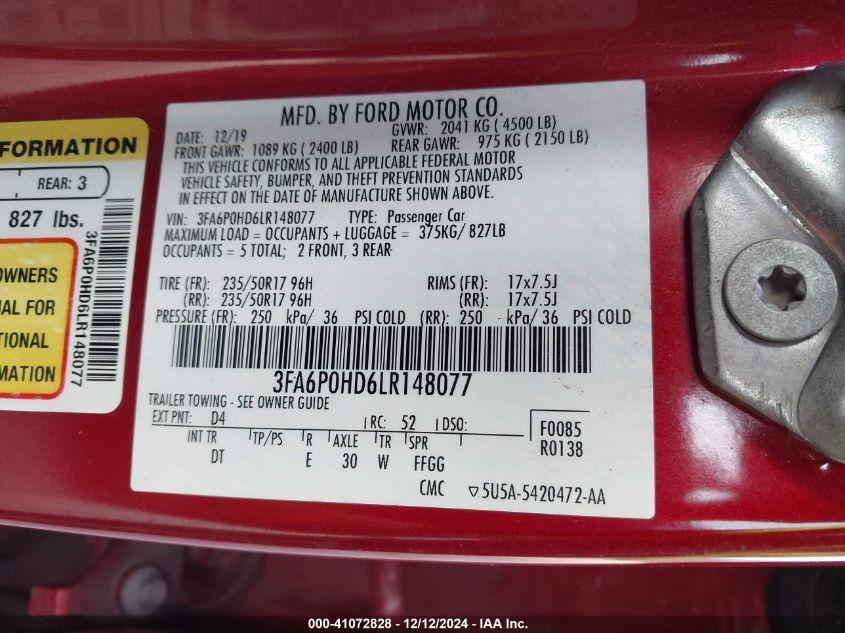 MFD. BY FORD MOTOR CO.
DATE: 12/19 GVWR: 2041 KG ( 4500 LB)
FRONT GAWR: 1089 KG ( 2400 LB) REAR GAWR: 975 KG ( 2150 LB)
THIS VEHICLE CONFORMS TO ALL APPLICABLE FEDERAL MOTOR
VEHICLE SAFETY, BUMPER, AND THEFT PREVENTION STANDARDS
IN EFFECT ON THE DATE OF MANUFACTURE SHOWN ABOVE.
VIN: 3FA6P0HD6LR148077 TYPE: Passenger Car
MAXIMUM LOAD = OCCUPANTS + LUGGAGE = 375KG/ 827LB
OCCUPANTS = 5 TOTAL; 2 FRONT, 3 REAR
TIRE (FR): 235/50R17 96H RIMS (FR): 17x7.5J
(RR): 235/50R17 96H (RR): 17x7.5J
PRESSURE (FR): 250 kPa/ 36 PSI COLD (RR): 250 kPa/ 36 PSI COLD
3FA6P0HD6LR148077
TRAILER TOWING - SEE OWNER GUIDE
EXT PNT: D4 RC: 52 DSO: F0085
R0138
INT TR TP/PS R AXLE TR SPR
DT E 30 W FFGG
CMC ▽5U5A-5420472-AA
FORMATION
REAR: 3
827 lbs.
OWNERS
FOR
MATION
3FA6P0HD6LR148077
000-41072828 - 12/12/2024 - U.S. Inc.